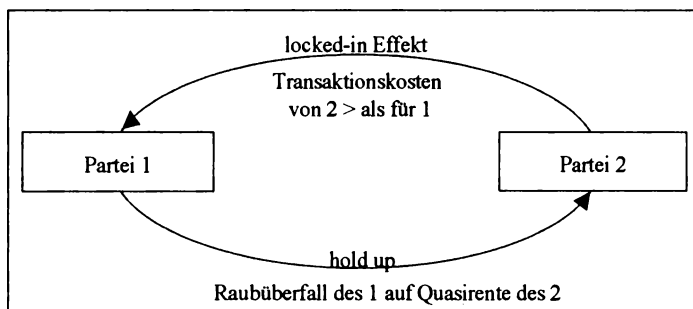 locked-in Effekt
Transaktionskosten
von 2 > als für 1
Partei 1
Partei 2
hold up
Raubüberfall des 1 auf Quasirente des 2